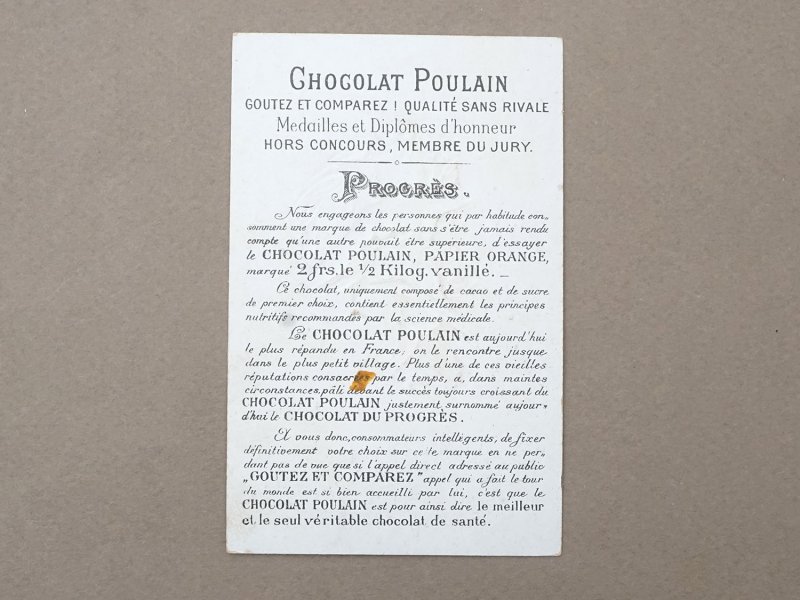 CHOCOLAT POULAIN
GOUTEZ ET COMPAREZ ! QUALITÉ SANS RIVALE
Medailles et Diplômes d'honneur
HORS CONCOURS, MEMBRE DU JURY.
PROGRÈS.
Nous engageons les personnes qui par habitude con-
somment une marque de chocolat sans s'être jamais rendu
compte qu'une autre pouvait être superieure, d'essayer
le CHOCOLAT POULAIN, PAPIER ORANGE,
marqué 2 frs. le 1/2 Kilog. vanillé. _
Ce chocolat, uniquement composé de cacao et de sucre
de premier choix, contient essentiellement les principes
nutritifs recommandés par la science médicale.
Le CHOCOLAT POULAIN est aujourd'hui
le plus répandu en France; on le rencontre jusque
dans le plus petit village. Plus d'une de ces vieilles
réputations consacrées par le temps, a, dans maintes
circonstances, pâli devant le succès toujours croissant du
CHOCOLAT POULAIN justement surnommé aujour-
d'hui le CHOCOLAT DU PROGRÈS.
A vous donc, consommateurs intellégents, de fixer
définitivement votre choix sur cette marque en ne per-
dant pas de vue que si l'appel direct adressé au public
„GOUTEZ ET COMPAREZ" appel qui a fait le tour
du monde est si bien accueilli par lui, c'est que le
CHOCOLAT POULAIN est pour ainsi dire le meilleur
et le seul véritable chocolat de santé.